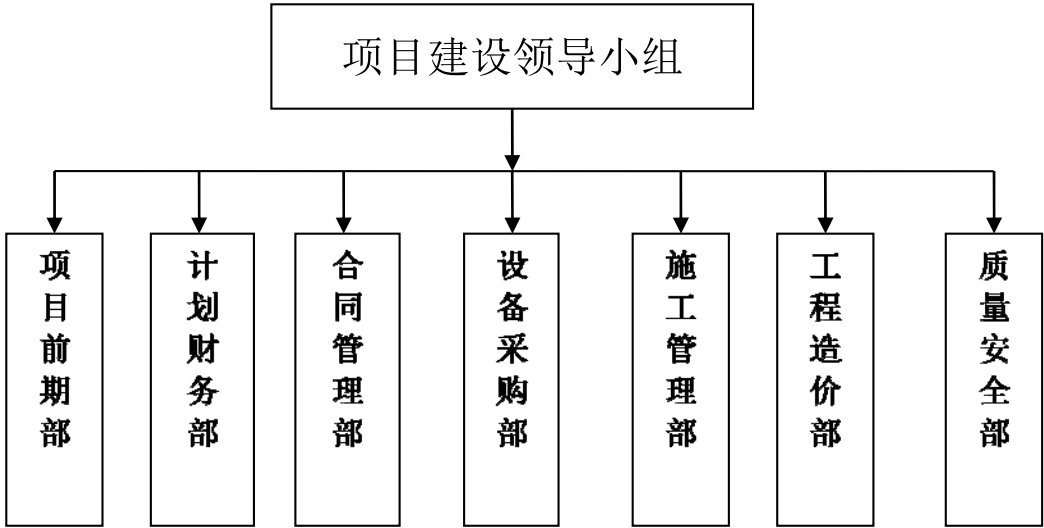 项目建设领导小组
项目前期部
计划财务部
合同管理部
设备采购部
施工管理部
工程造价部
质量安全部